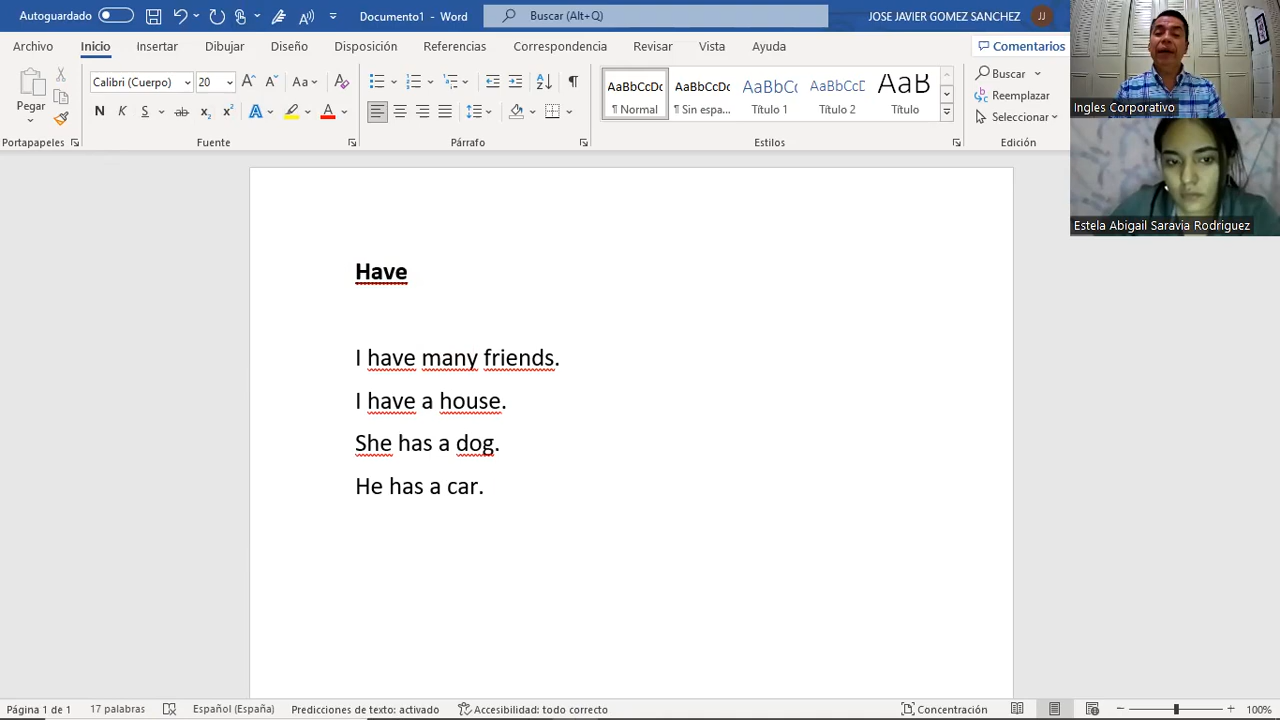 Autoguardado
Documento1 - Word
Buscar (Alt+Q)
JOSE JAVIER GOMEZ SANCHEZ
JJ
Archivo Inicio Insertar Dibujar Diseño Disposición Referencias Correspondencia Revisar Vista Ayuda
Comentarios
Pegar
Calibri (Cuerpo) 20
N K S ab x₂ x²
AaBbCcDc AaBbCcDc AaBbCc AaBbCcD AaB
¶ Normal ¶ Sin espa... Título 1 Título 2 Título
Buscar
Reemplazar
Seleccionar
Portapapeles Fuente Párrafo Estilos Edición
Ingles Corporativo
Estela Abigail Saravia Rodriguez
Have
I have many friends.
I have a house.
She has a dog.
He has a car.
Página 1 de 1 17 palabras Español (España) Predicciones de texto: activado Accesibilidad: todo correcto Concentración 100%